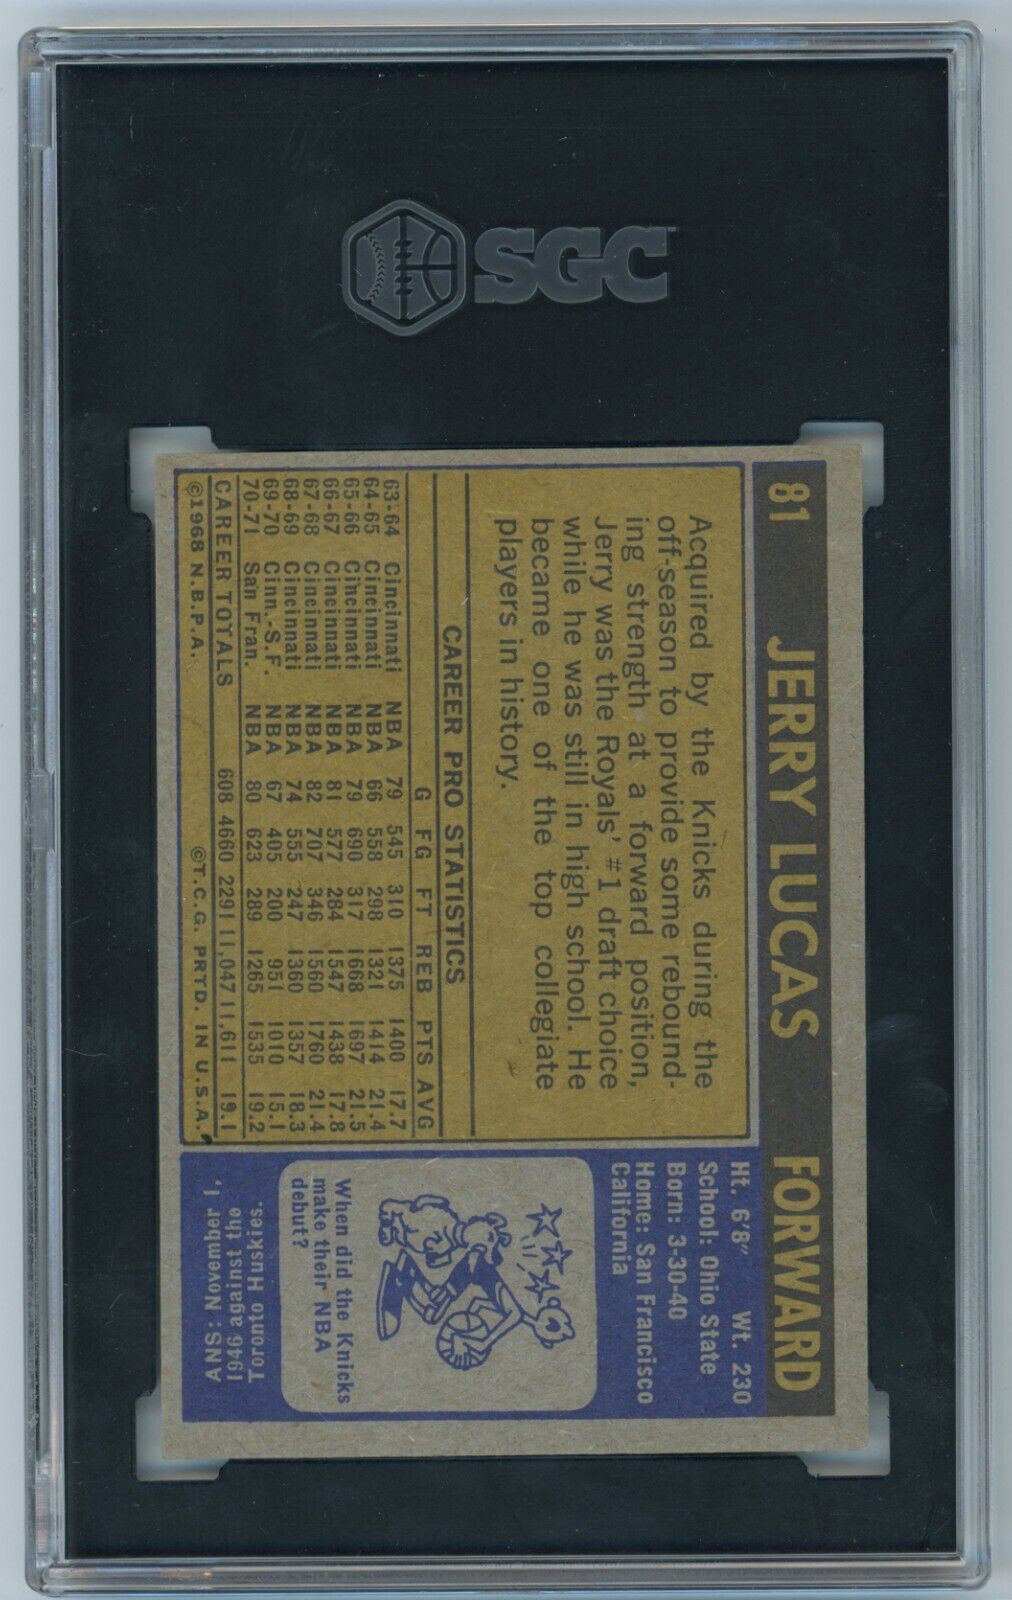 SGC
81 JERRY LUCAS FORWARD
Acquired by the Knicks during the
off-season to provide some rebound-
ing strength at a forward position,
Jerry was the Royals' #1 draft choice
while he was still in high school. He
became one of the top collegiate
players in history.
CAREER PRO STATISTICS
G FG FT REB PTS AVG
63-64 Cincinnati NBA 79 545 310 1375 1400 17.7
64-65 Cincinnati NBA 66 558 298 1321 1414 21.4
65-66 Cincinnati NBA 79 690 317 1668 1697 21.5
66-67 Cincinnati NBA 81 577 284 1547 1438 17.8
67-68 Cincinnati NBA 82 707 346 1560 1760 21.4
68-69 Cincinnati NBA 74 555 247 1360 1357 18.3
69-70 Cinn.-S.F. NBA 67 405 200 951 1010 15.1
70-71 San Fran. NBA 80 623 289 1265 1535 19.2
CAREER TOTALS 608 4660 2291 11,047 11,611 19.1
©1968 N.B.P.A. ©T.C.G. PRTD. IN U.S.A.
Ht. 6'8" Wt. 230
School: Ohio State
Born: 3-30-40
Home: San Francisco
California
When did the Knicks
make their NBA
debut?
ANS: November 1,
1946 against the
Toronto Huskies.